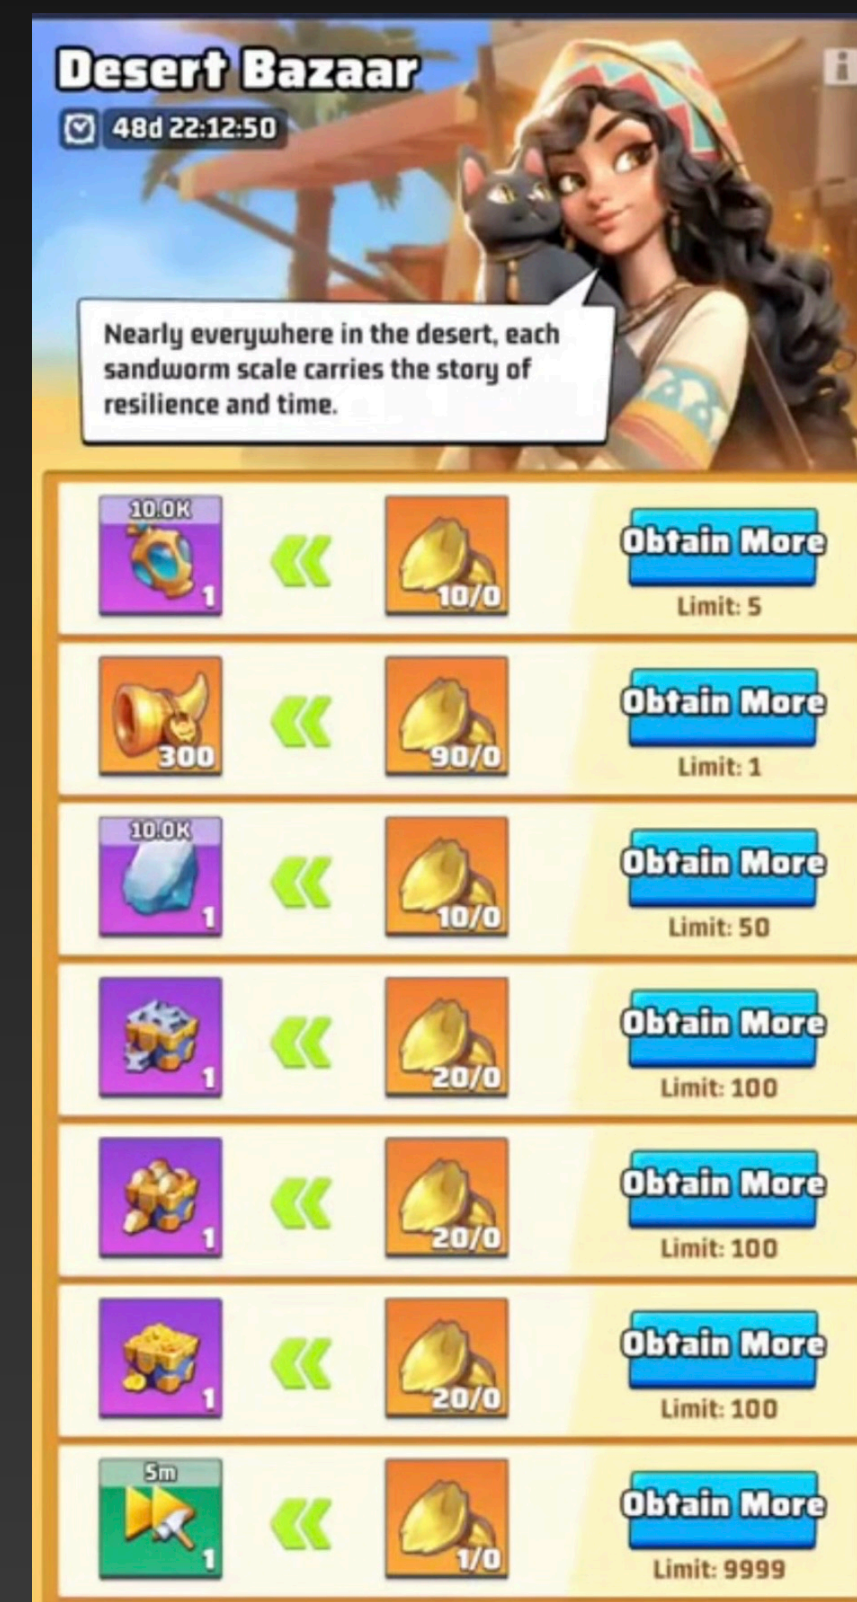 Desert Bazaar
48d 22:12:50
Nearly everywhere in the desert, each
sandworm scale carries the story of
resilience and time.
10.0K
1
10/0
Obtain More
Limit: 5
300
90/0
Obtain More
Limit: 1
10.0K
1
10/0
Obtain More
Limit: 50
1
20/0
Obtain More
Limit: 100
1
20/0
Obtain More
Limit: 100
1
20/0
Obtain More
Limit: 100
5m
1
1/0
Obtain More
Limit: 9999